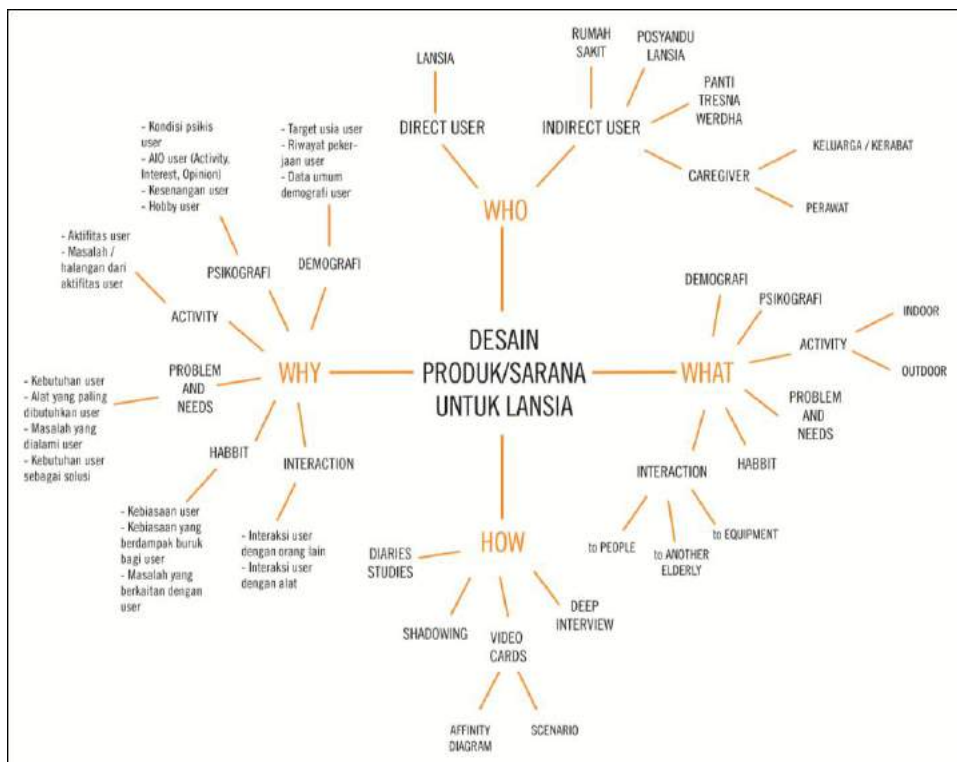 LANSIA
DIRECT USER
RUMAH
SAKIT
POSYANDU
LANSIA
PANTI
TRESNA
WERDHA
INDIRECT USER
KELUARGA / KERABAT
CAREGIVER
PERAWAT
WHO
- Kondisi psikis
user
- AIO user (Activity,
Interest, Opinion)
- Kesenangan user
- Hobby user
- Target usia user
- Riwayat peker-
jaan user
- Data umum
demografi user
- Aktifitas user
- Masalah /
halangan dari
aktifitas user
PSIKOGRAFI
DEMOGRAFI
ACTIVITY
PROBLEM
AND
NEEDS
WHY
- Kebutuhan user
- Alat yang paling
dibutuhkan user
- Masalah yang
dialami user
- Kebutuhan user
sebagai solusi
HABBIT
INTERACTION
- Kebiasaan user
- Kebiasaan yang
berdampak buruk
bagi user
- Masalah yang
berkaitan dengan
user
- Interaksi user
dengan orang lain
- Interaksi user
dengan alat
DESAIN
PRODUK/SARANA
UNTUK LANSIA
WHAT
DEMOGRAFI
PSIKOGRAFI
ACTIVITY
INDOOR
OUTDOOR
PROBLEM
AND
NEEDS
HABBIT
INTERACTION
to PEOPLE
to ANOTHER
ELDERLY
to EQUIPMENT
HOW
DIARIES
STUDIES
SHADOWING
VIDEO
CARDS
DEEP
INTERVIEW
AFFINITY
DIAGRAM
SCENARIO